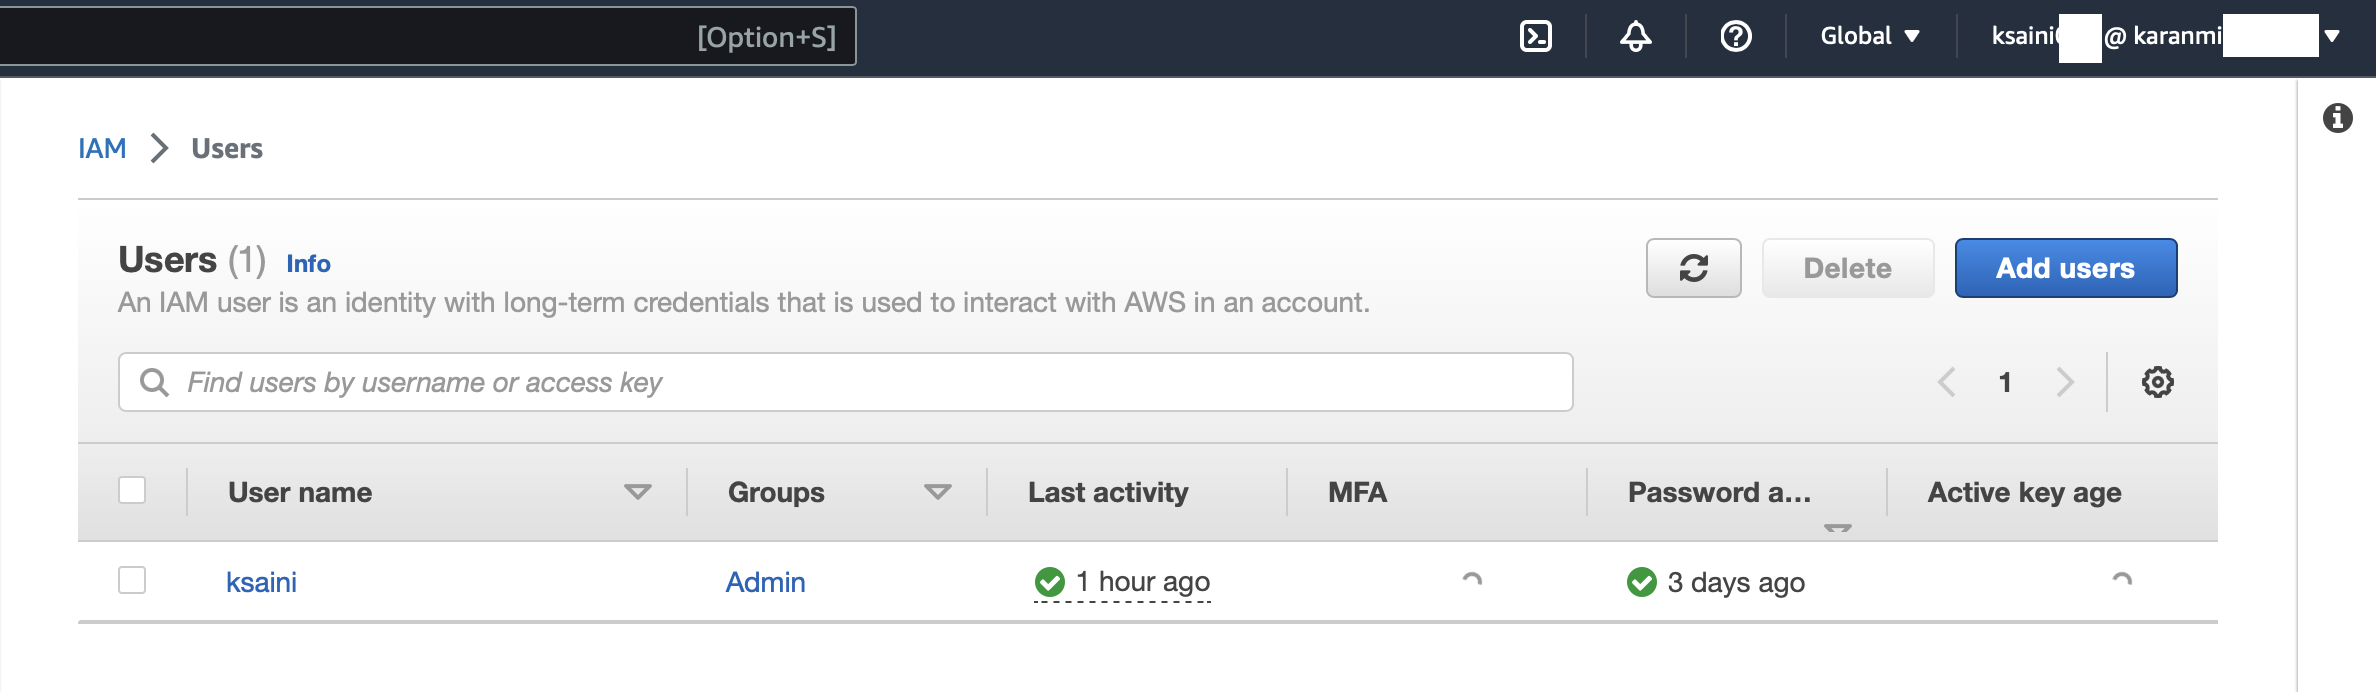 [Option+S]
Global
ksaini @ karanmi
IAM > Users
Users (1) Info
An IAM user is an identity with long-term credentials that is used to interact with AWS in an account.
Delete
Add users
Find users by username or access key
1
User name Groups Last activity MFA Password a... Active key age
ksaini Admin 1 hour ago 3 days ago